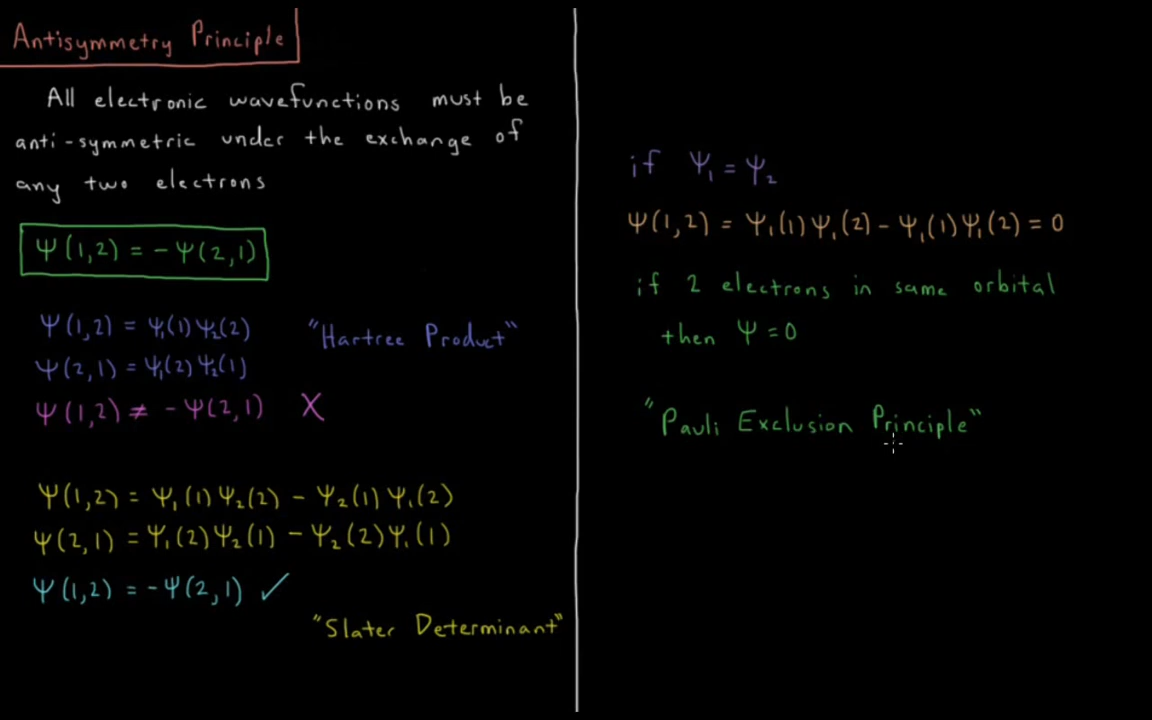 Antisymmetry Principle
All electronic wavefunctions must be
anti-symmetric under the exchange of
any two electrons
Ψ(1,2) = -Ψ(2,1)
Ψ(1,2) = Ψ₁(1)Ψ₂(2) "Hartree Product"
Ψ(2,1) = Ψ₁(2)Ψ₂(1)
Ψ(1,2) ≠ -Ψ(2,1) X
Ψ(1,2) = Ψ₁(1)Ψ₂(2) - Ψ₂(1)Ψ₁(2)
Ψ(2,1) = Ψ₁(2)Ψ₂(1) - Ψ₂(2)Ψ₁(1)
Ψ(1,2) = -Ψ(2,1) ✓
"Slater Determinant"
if Ψ₁ = Ψ₂
Ψ(1,2) = Ψ₁(1)Ψ₁(2) - Ψ₁(1)Ψ₁(2) = 0
if 2 electrons in same orbital
then Ψ = 0
"Pauli Exclusion Principle"